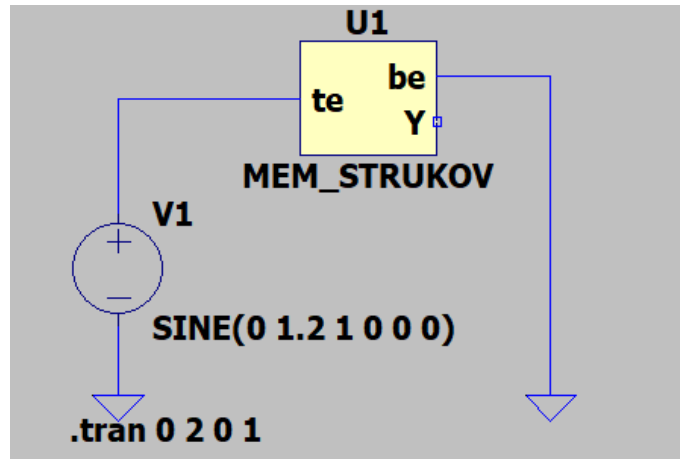 U1
te
be
Y
MEM_STRUKOV
V1
SINE(0 1.2 1 0 0 0)
.tran 0 2 0 1